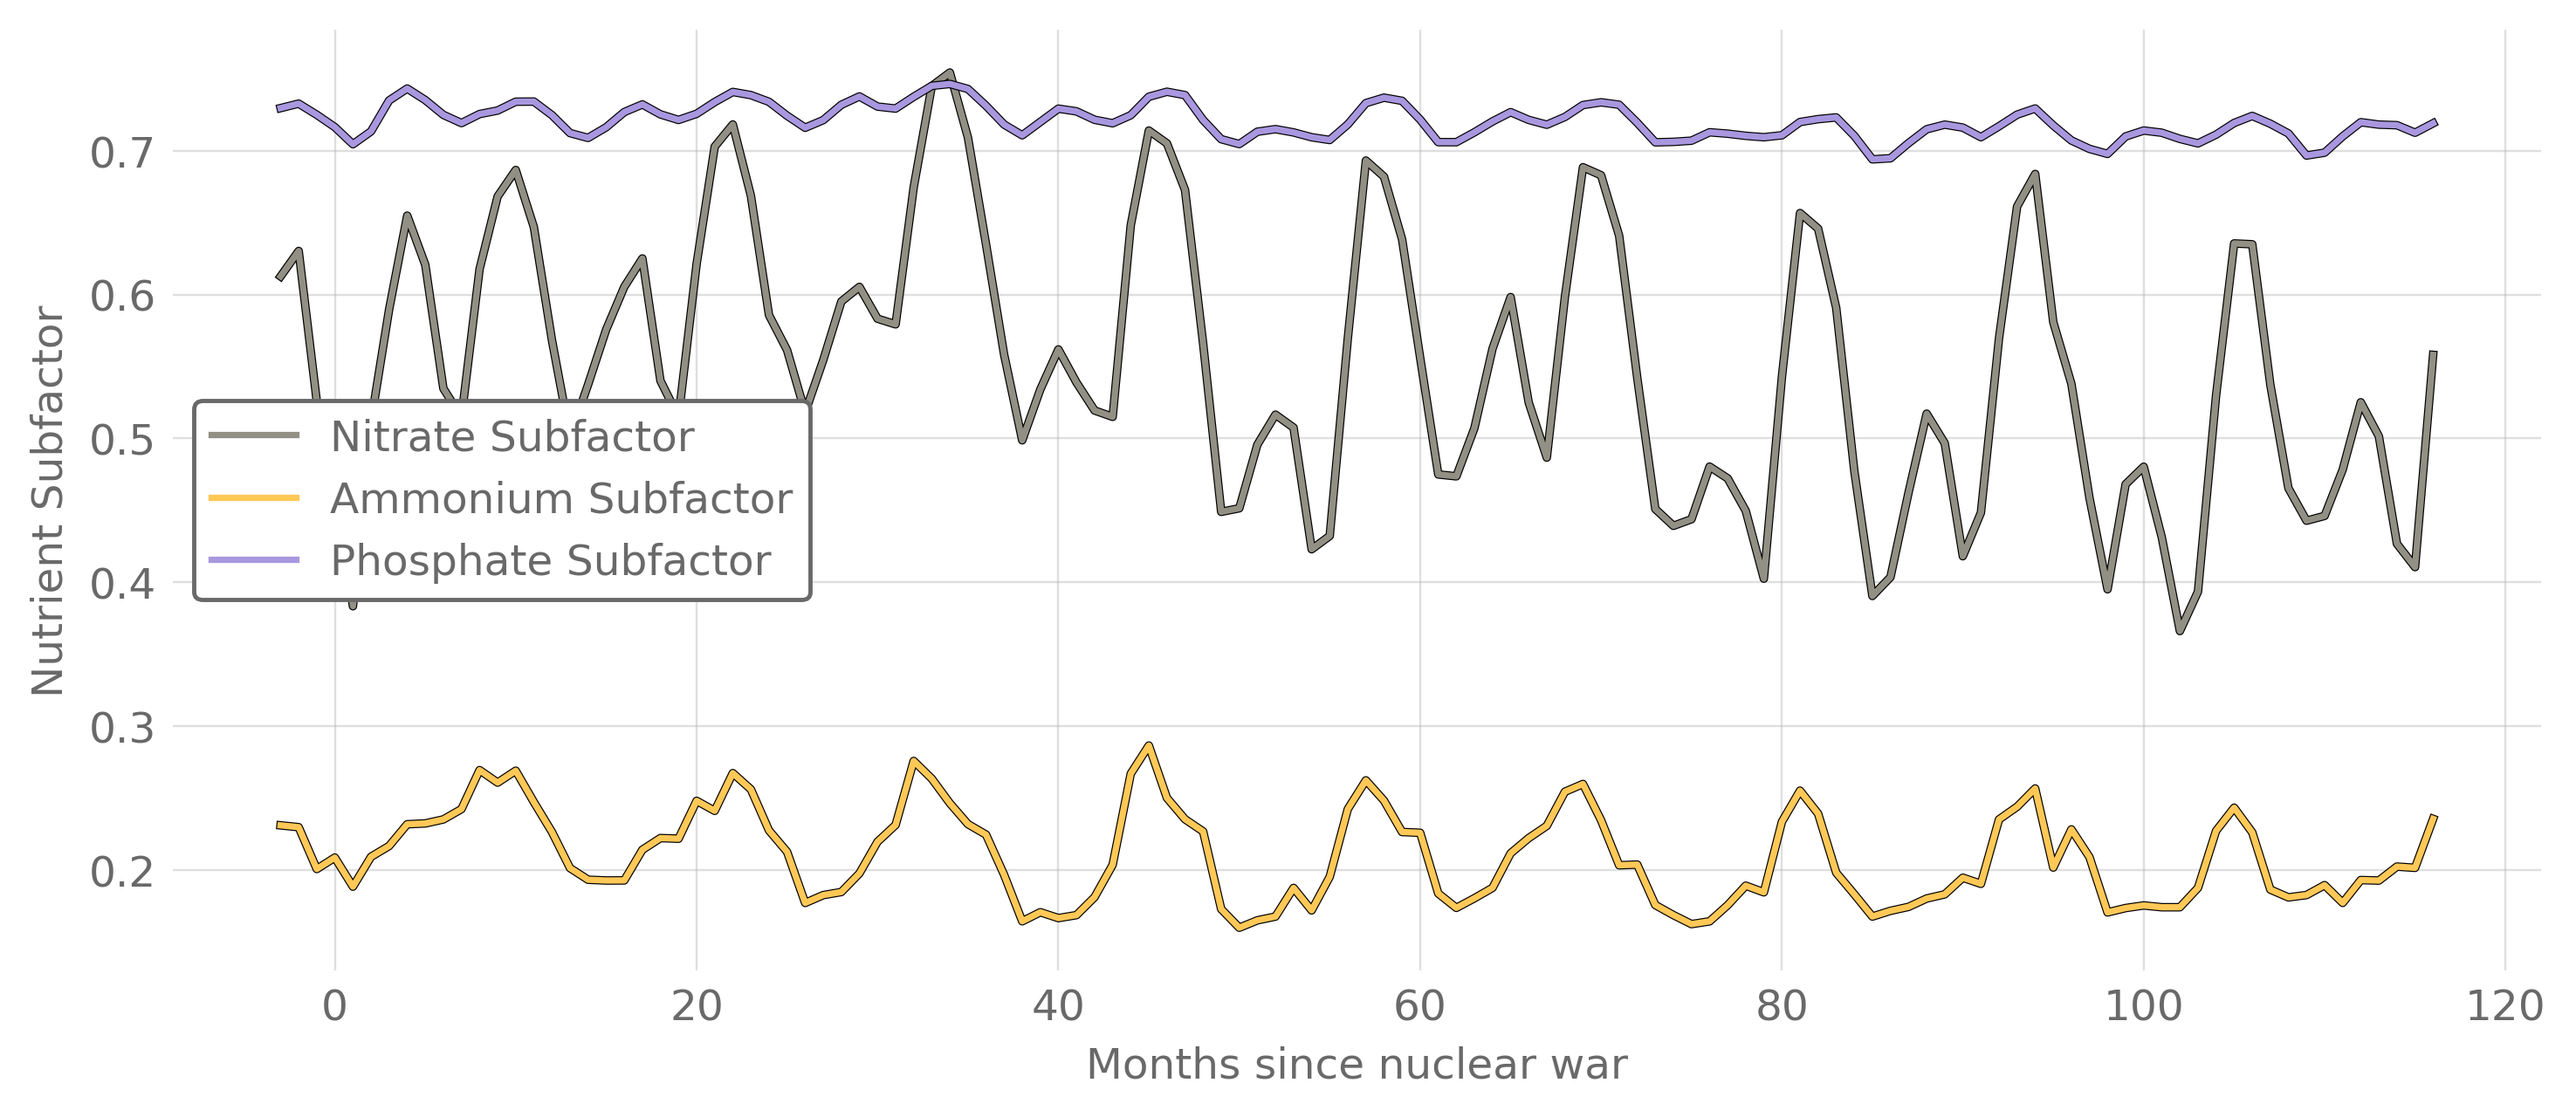 Nutrient Subfactor
0.7
0.6
0.5
0.4
0.3
0.2
Nitrate Subfactor
Ammonium Subfactor
Phosphate Subfactor
0 20 40 60 80 100 120
Months since nuclear war